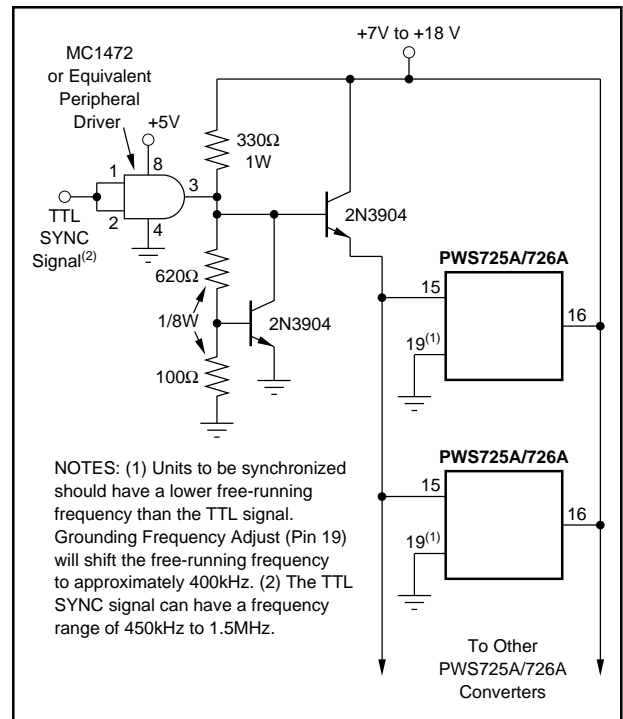 +7V to +18 V
MC1472
or Equivalent
Peripheral
Driver
+5V
330Ω
1W
1
8
3
2
4
TTL
SYNC
Signal(2)
2N3904
620Ω
1/8W
2N3904
100Ω
PWS725A/726A
15
16
19(1)
PWS725A/726A
15
16
19(1)
NOTES: (1) Units to be synchronized
should have a lower free-running
frequency than the TTL signal.
Grounding Frequency Adjust (Pin 19)
will shift the free-running frequency
to approximately 400kHz. (2) The TTL
SYNC signal can have a frequency
range of 450kHz to 1.5MHz.
To Other
PWS725A/726A
Converters